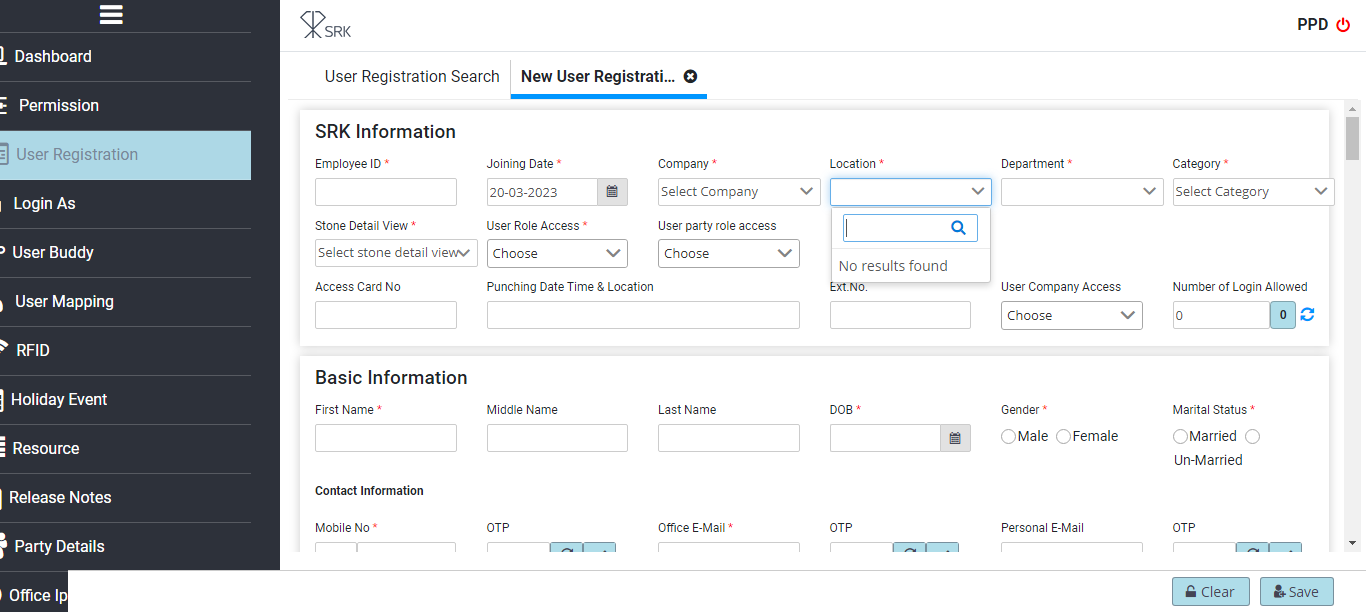 SRK
PPD
Dashboard
Permission
User Registration
Login As
User Buddy
User Mapping
RFID
Holiday Event
Resource
Release Notes
Party Details
Office Ip
User Registration Search
New User Registrati...
SRK Information
Employee ID * Joining Date * Company * Location * Department * Category *
20-03-2023 Select Company Select Category
Stone Detail View * User Role Access * User party role access
Select stone detail view Choose Choose
No results found
Access Card No Punching Date Time & Location Ext.No. User Company Access Number of Login Allowed
Choose 0 0
Basic Information
First Name * Middle Name Last Name DOB * Gender * Marital Status *
Male Female Married
Un-Married
Contact Information
Mobile No * OTP Office E-Mail * OTP Personal E-Mail OTP
Clear Save